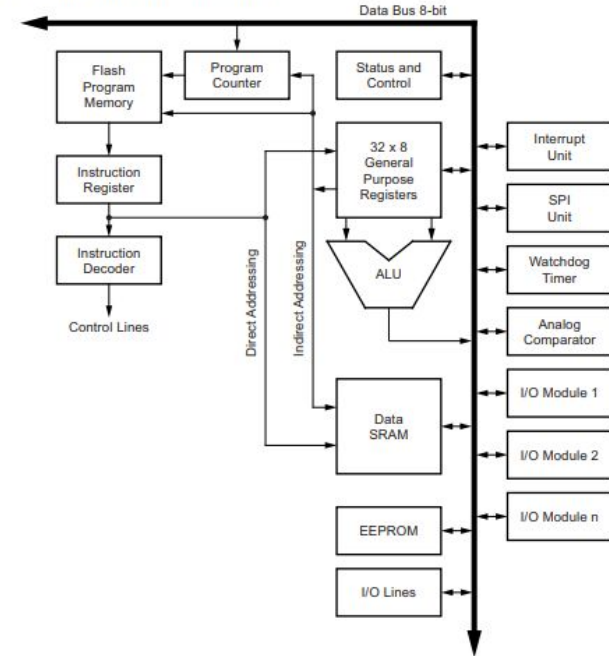 Data Bus 8-bit
Flash
Program
Memory
Program
Counter
Status and
Control
32 x 8
General
Purpose
Registers
Interrupt
Unit
Instruction
Register
SPI
Unit
Instruction
Decoder
Direct Addressing
Indirect Addressing
ALU
Watchdog
Timer
Control Lines
Analog
Comparator
Data
SRAM
I/O Module 1
I/O Module 2
EEPROM
I/O Module n
I/O Lines